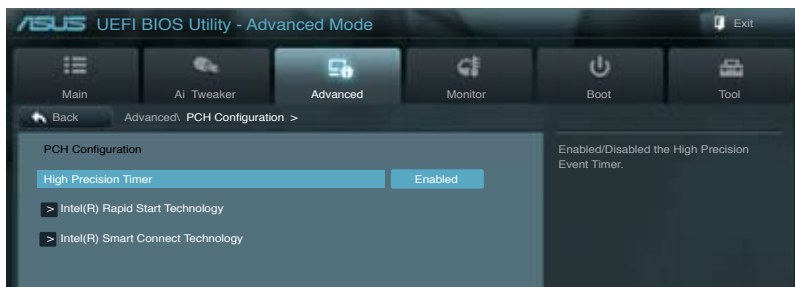 ASUS UEFI BIOS Utility - Advanced Mode
Exit
Main
Ai Tweaker
Advanced
Monitor
Boot
Tool
Back
Advanced\ PCH Configuration >
PCH Configuration
High Precision Timer
Enabled
> Intel(R) Rapid Start Technology
> Intel(R) Smart Connect Technology
Enabled/Disabled the High Precision
Event Timer.